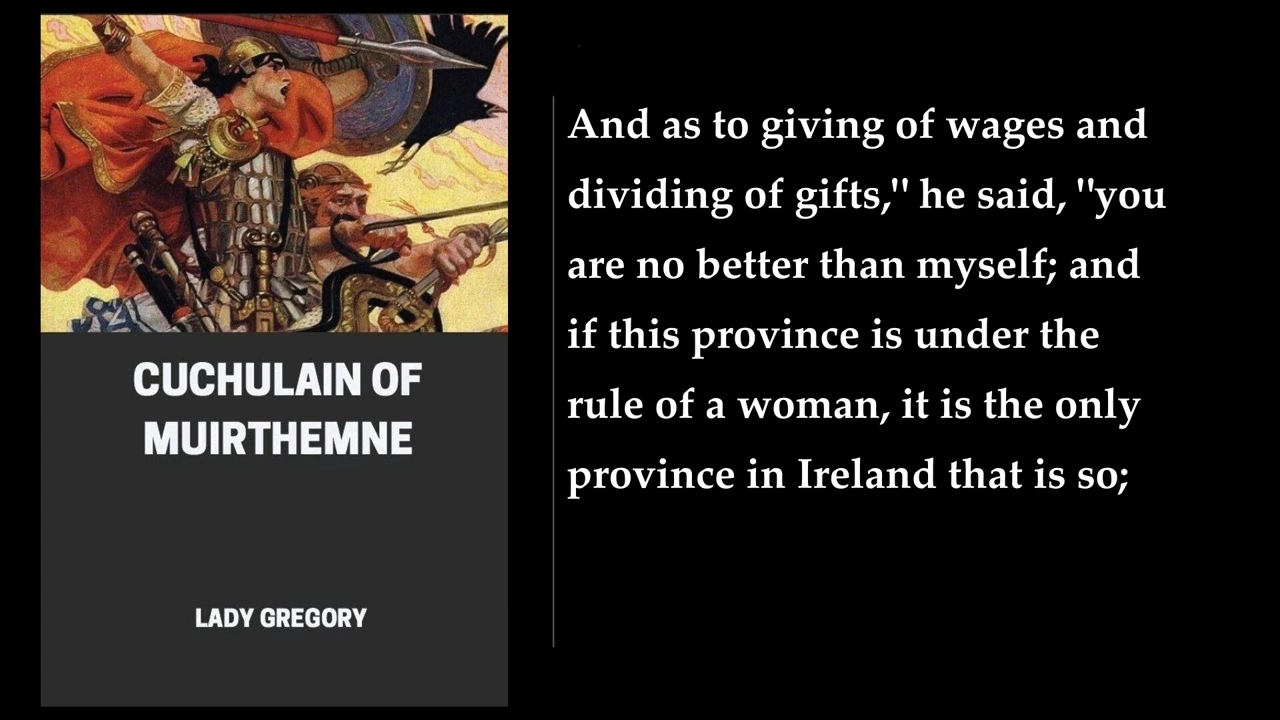 CUCHULAIN OF
MUIRTHEMNE
LADY GREGORY
And as to giving of wages and
dividing of gifts," he said, "you
are no better than myself; and
if this province is under the
rule of a woman, it is the only
province in Ireland that is so;